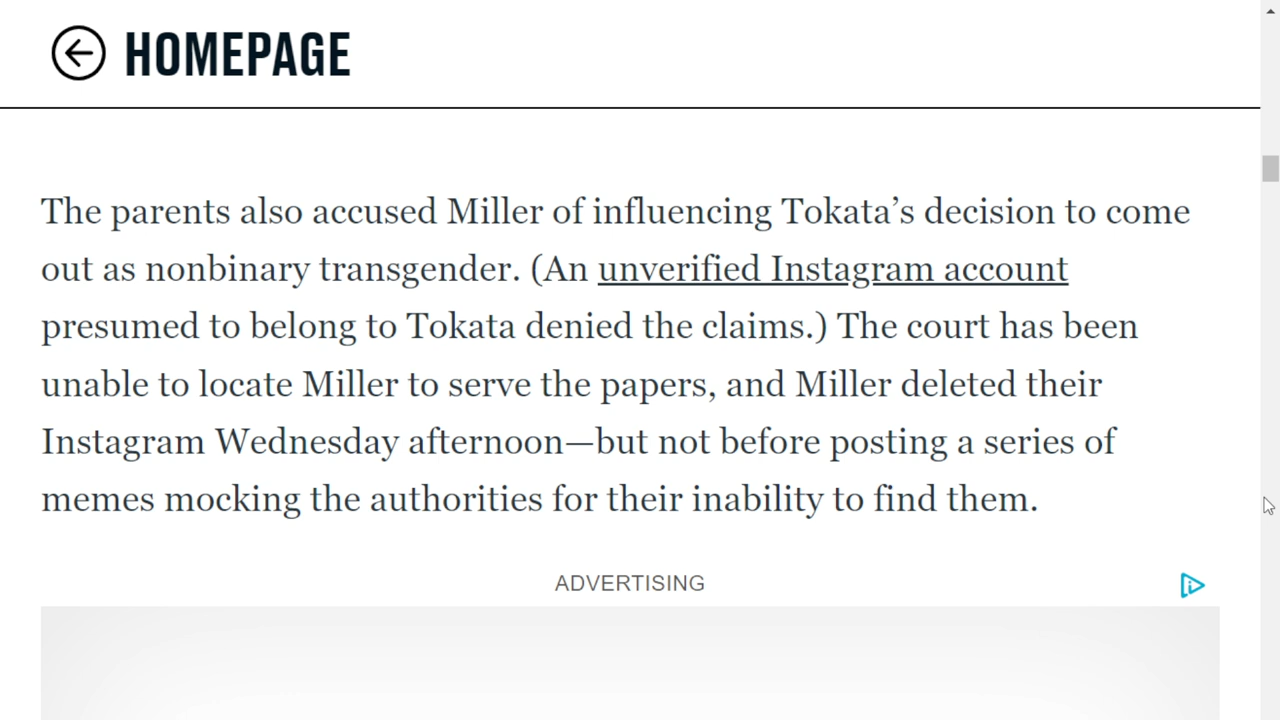 HOMEPAGE
The parents also accused Miller of influencing Tokata’s decision to come
out as nonbinary transgender. (An unverified Instagram account
presumed to belong to Tokata denied the claims.) The court has been
unable to locate Miller to serve the papers, and Miller deleted their
Instagram Wednesday afternoon—but not before posting a series of
memes mocking the authorities for their inability to find them.
ADVERTISING